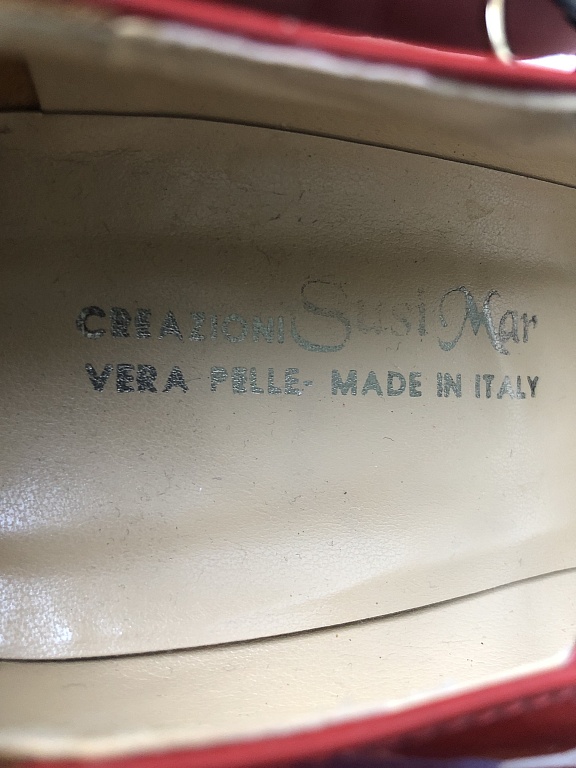 CREAZIONI Susi Mar
VERA PELLE- MADE IN ITALY